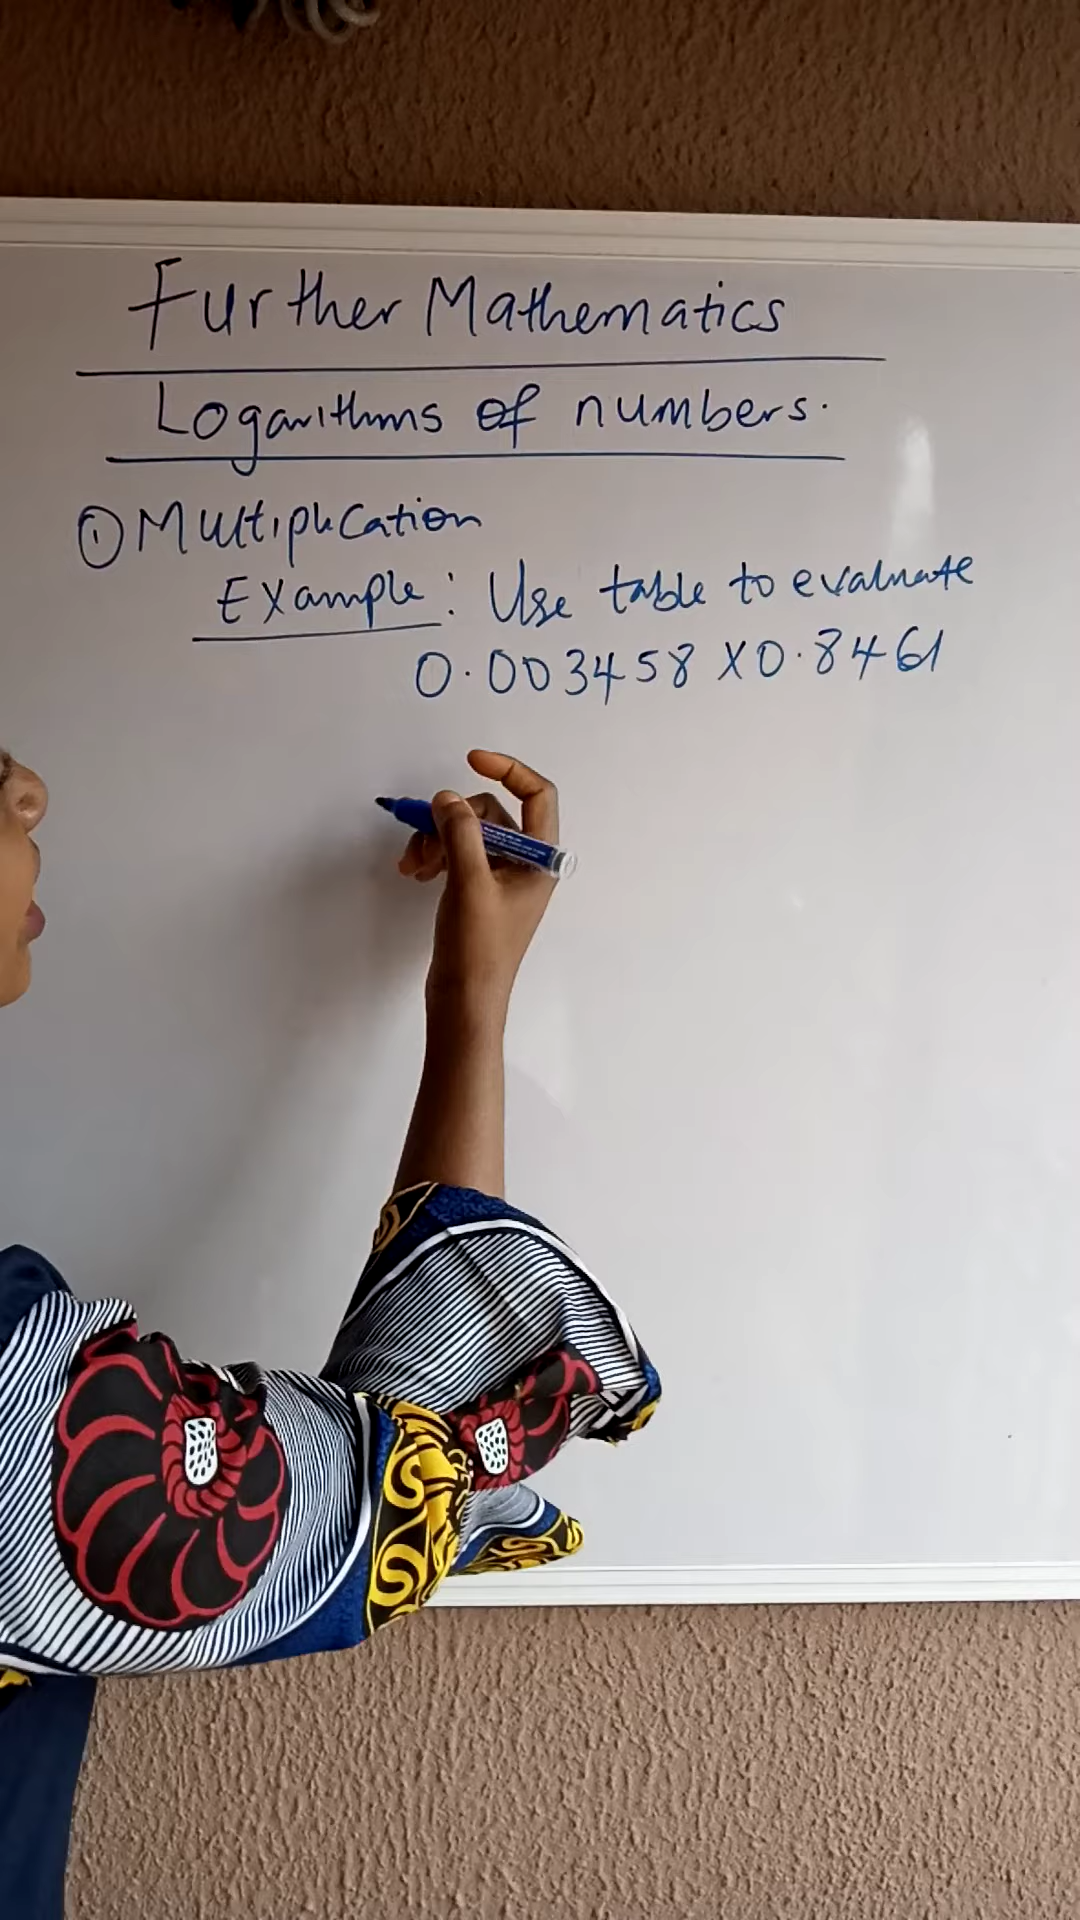 Further Mathematics
Logarithms of numbers.
① Multiplication
Example: Use table to evaluate
0.003458 X 0.8461